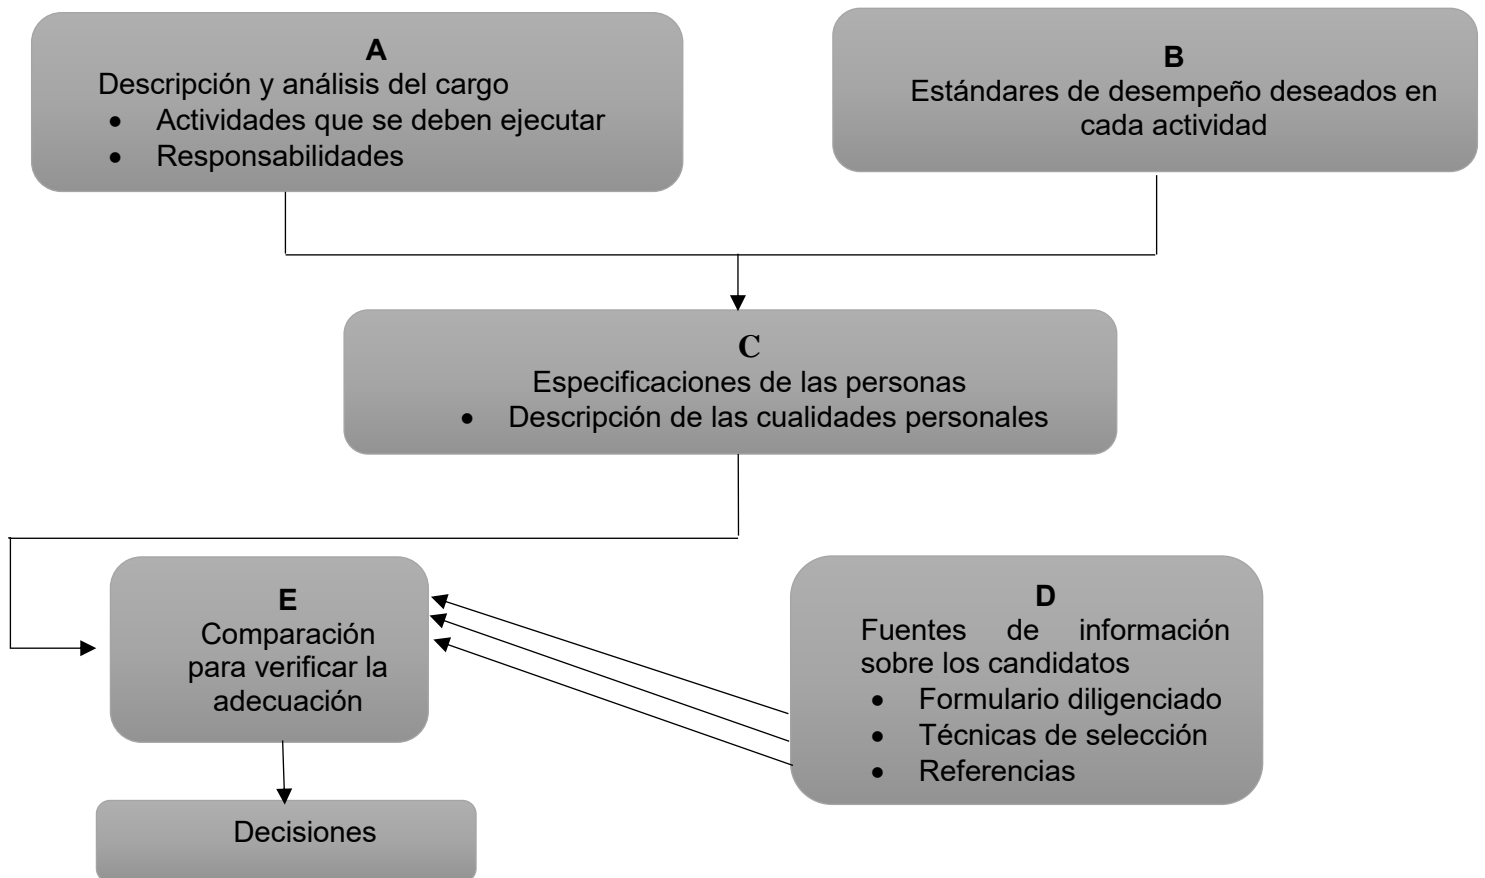 A
Descripción y análisis del cargo
• Actividades que se deben ejecutar
• Responsabilidades
B
Estándares de desempeño deseados en
cada actividad
C
Especificaciones de las personas
• Descripción de las cualidades personales
E
Comparación
para verificar la
adecuación
D
Fuentes de información
sobre los candidatos
• Formulario diligenciado
• Técnicas de selección
• Referencias
Decisiones